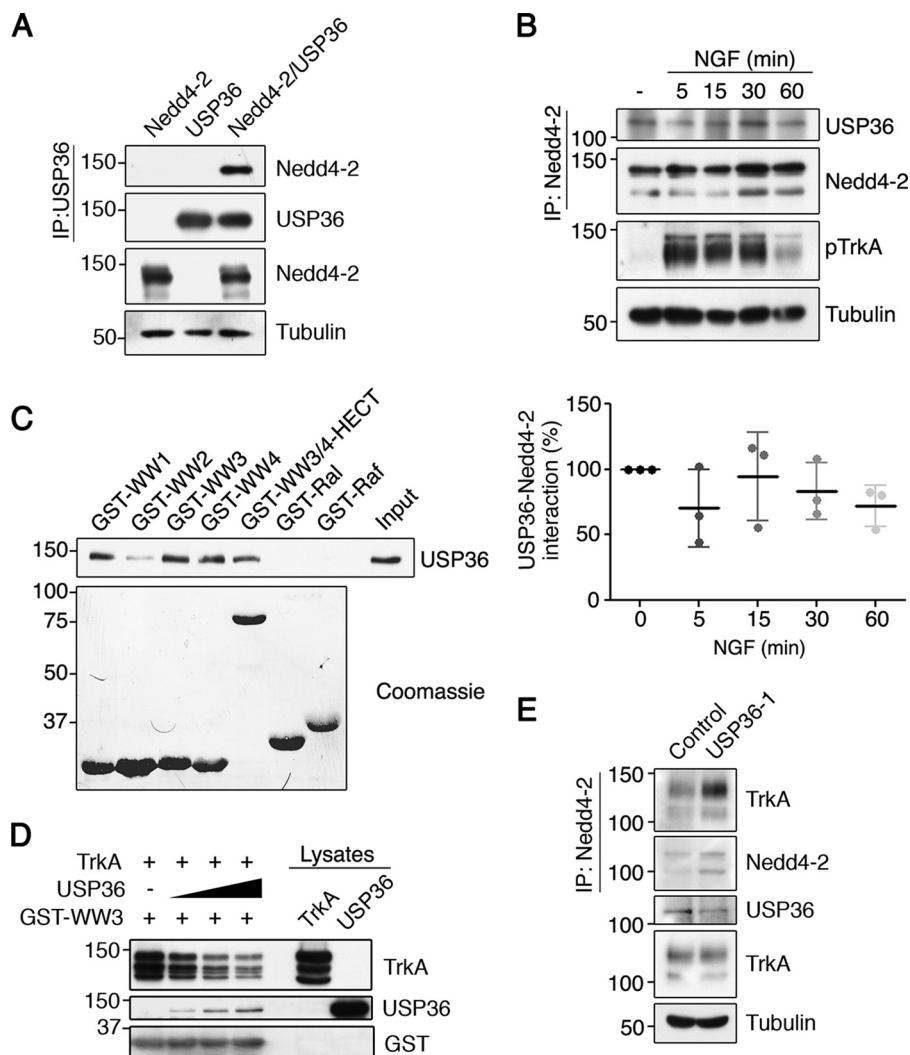 A
Nedd4-2
USP36
Nedd4-2/USP36
IP:USP36
150 Nedd4-2
150 USP36
150 Nedd4-2
50 Tubulin
B
NGF (min)
- 5 15 30 60
IP: Nedd4-2
100 USP36
150 Nedd4-2
150 pTrkA
50 Tubulin
USP36-Nedd4-2
interaction (%)
150
100
50
0
0 5 15 30 60
NGF (min)
C
GST-WW1
GST-WW2
GST-WW3
GST-WW4
GST-WW3/4-HECT
GST-Ral
GST-Raf
Input
150 USP36
100
75
50
37
Coomassie
D
TrkA + + + + Lysates
USP36 -
GST-WW3 + + + +
TrkA
USP36
150 TrkA
150 USP36
37 GST
E
Control
USP36-1
IP: Nedd4-2
150
100
TrkA
100 Nedd4-2
100 USP36
100 TrkA
50 Tubulin